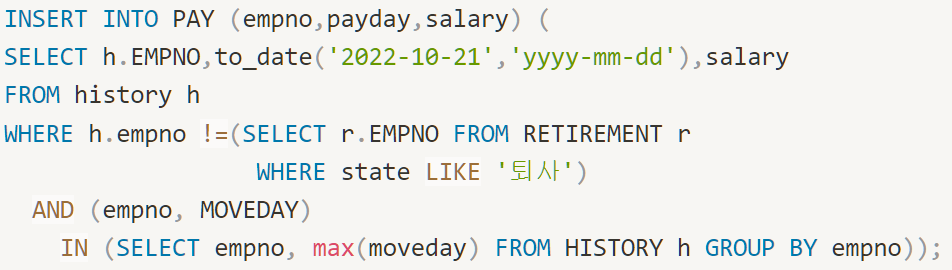 INSERT INTO PAY (empno,payday,salary) (
SELECT h.EMPNO,to_date('2022-10-21','yyyy-mm-dd'),salary
FROM history h
WHERE h.empno !=(SELECT r.EMPNO FROM RETIREMENT r
WHERE state LIKE '퇴사')
AND (empno, MOVEDAY)
IN (SELECT empno, max(moveday) FROM HISTORY h GROUP BY empno));